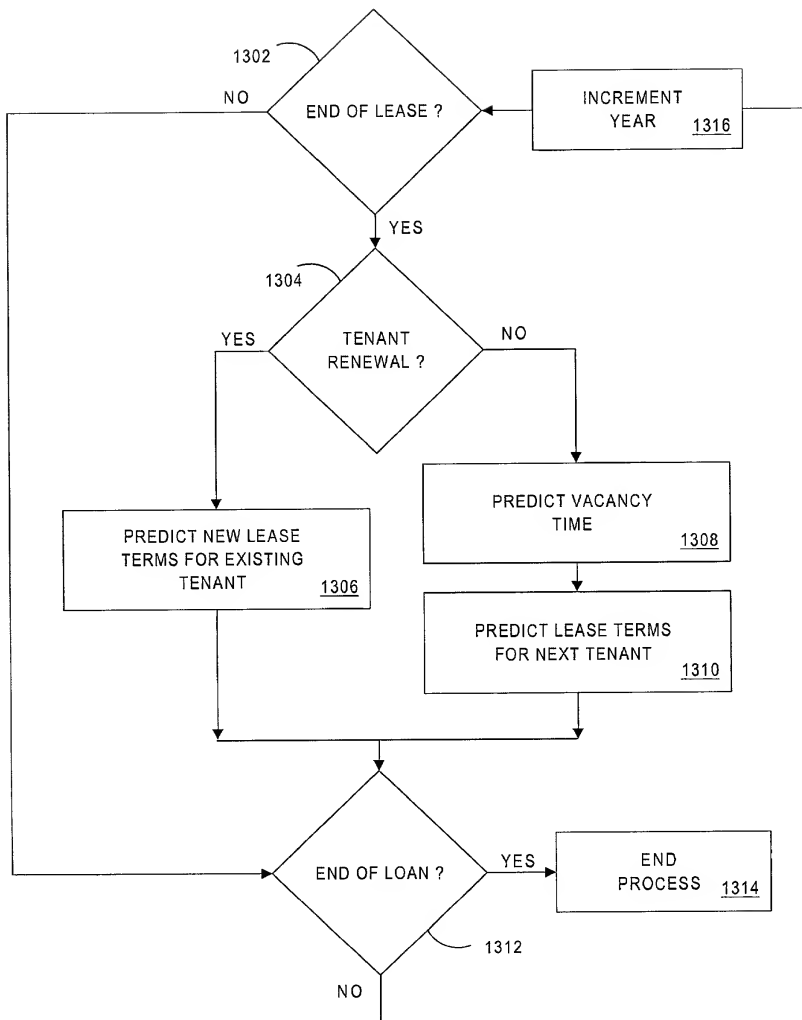 1302
NO
END OF LEASE ?
INCREMENT
YEAR
1316
YES
1304
YES
TENANT
RENEWAL ?
NO
PREDICT VACANCY
TIME
1308
PREDICT NEW LEASE
TERMS FOR EXISTING
TENANT
1306
PREDICT LEASE TERMS
FOR NEXT TENANT
1310
END OF LOAN ?
YES
END
PROCESS
1314
1312
NO